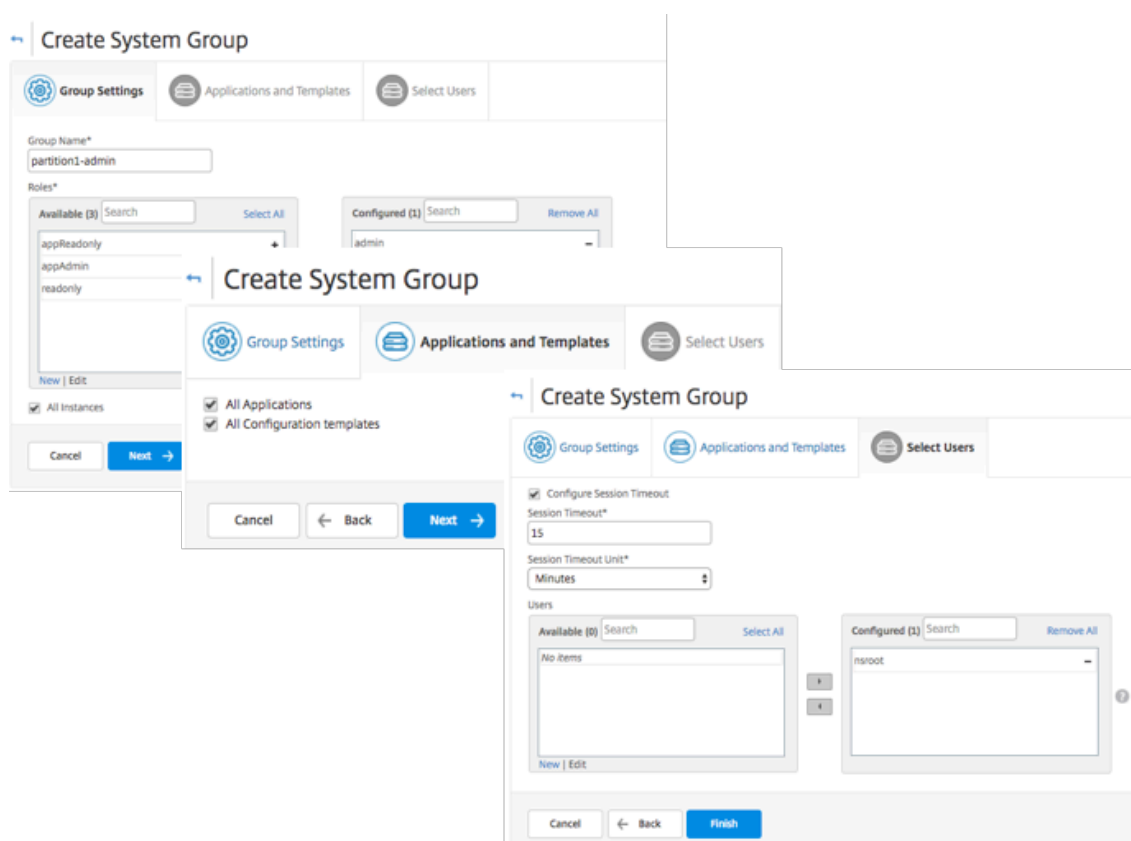 Create System Group
Group Settings Applications and Templates Select Users
Group Name*
partition1-admin
Roles*
Available (3) Search Select All Configured (1) Search Remove All
appReadonly + admin −
appAdmin
readonly
New | Edit
All Instances
Cancel Next →
Create System Group
Group Settings Applications and Templates Select Users
All Applications
All Configuration templates
Cancel ← Back Next →
Create System Group
Group Settings Applications and Templates Select Users
Configure Session Timeout
Session Timeout*
15
Session Timeout Unit*
Minutes
Users
Available (0) Search Select All Configured (1) Search Remove All
No items nsroot −
?
New | Edit
Cancel ← Back Finish